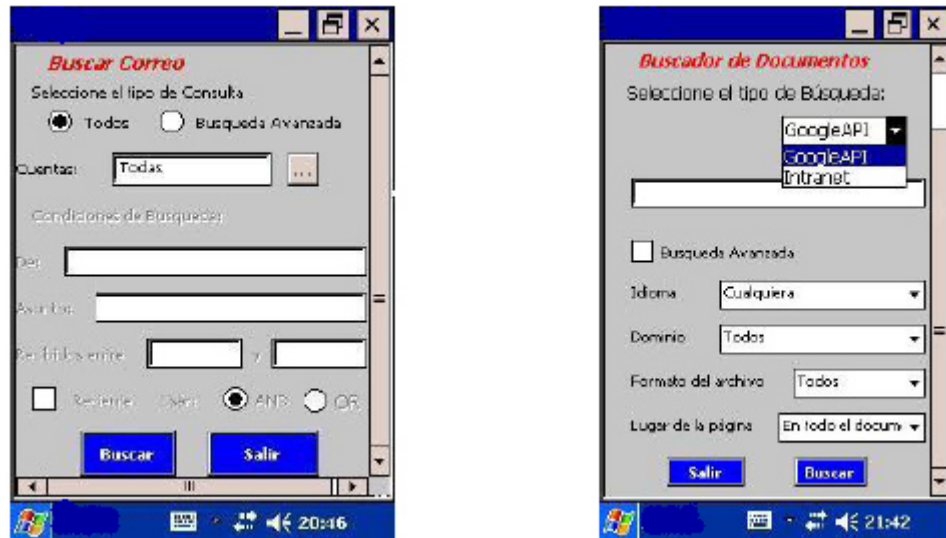 Buscar Correo
Seleccione el tipo de Consulta
Todos Busqueda Avanzada
Cuentas: Todas ...
Condiciones de Busqueda:
De:
Asunto:
Recibidos entre y
Reciente AND OR
Buscar Salir
20:46
Buscador de Documentos
Seleccione el tipo de Búsqueda:
GoogleAPI
GoogleAPI
Intranet
Busqueda Avanzada
Idioma Cualquiera
Dominio Todos
Formato del archivo Todos
Lugar de la página En todo el docum
Salir Buscar
21:42